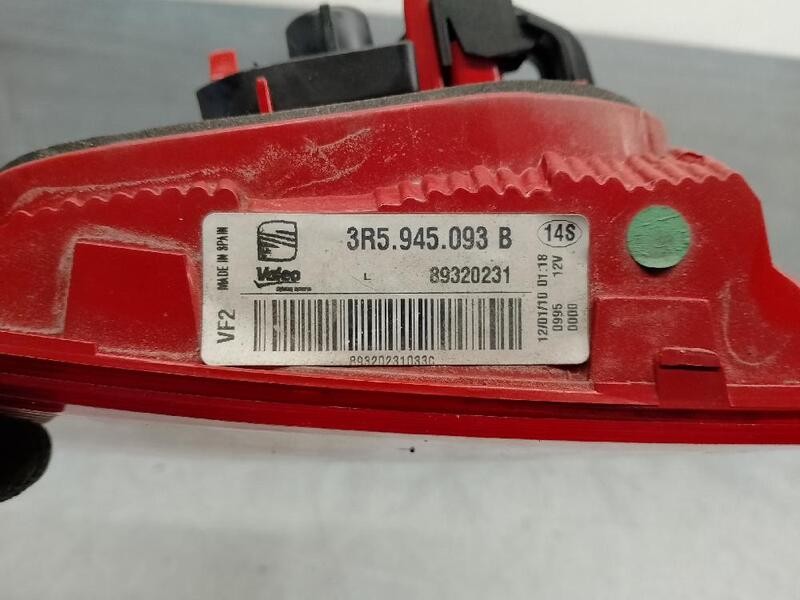 MADE IN SPAIN
VF2
3R5.945.093 B
14S
Valeo
L
89320231
89320231033C
12/01/10 01:18
0995 12V
0000